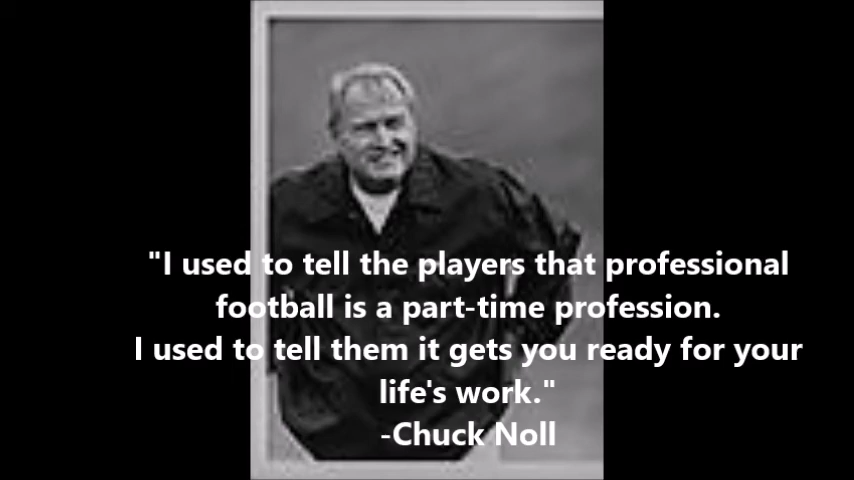 "I used to tell the players that professional
football is a part-time profession.
I used to tell them it gets you ready for your
life's work."
-Chuck Noll